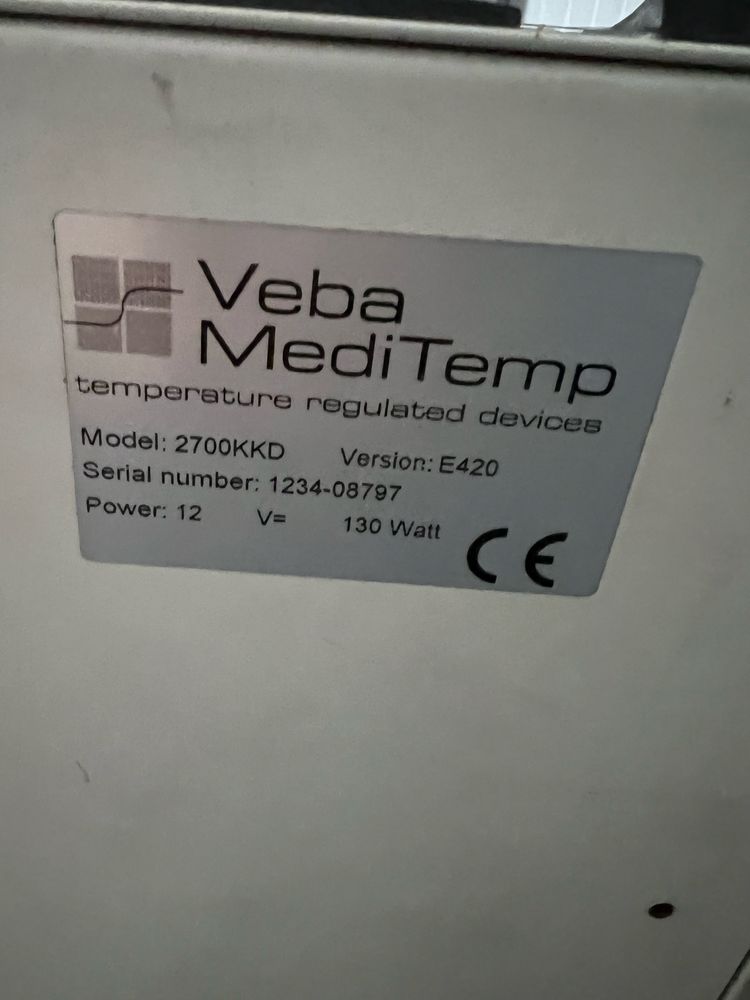 Veba
MediTemp
temperature regulated devices
Model: 2700KKD Version: E420
Serial number: 1234-08797
Power: 12 V= 130 Watt
CE